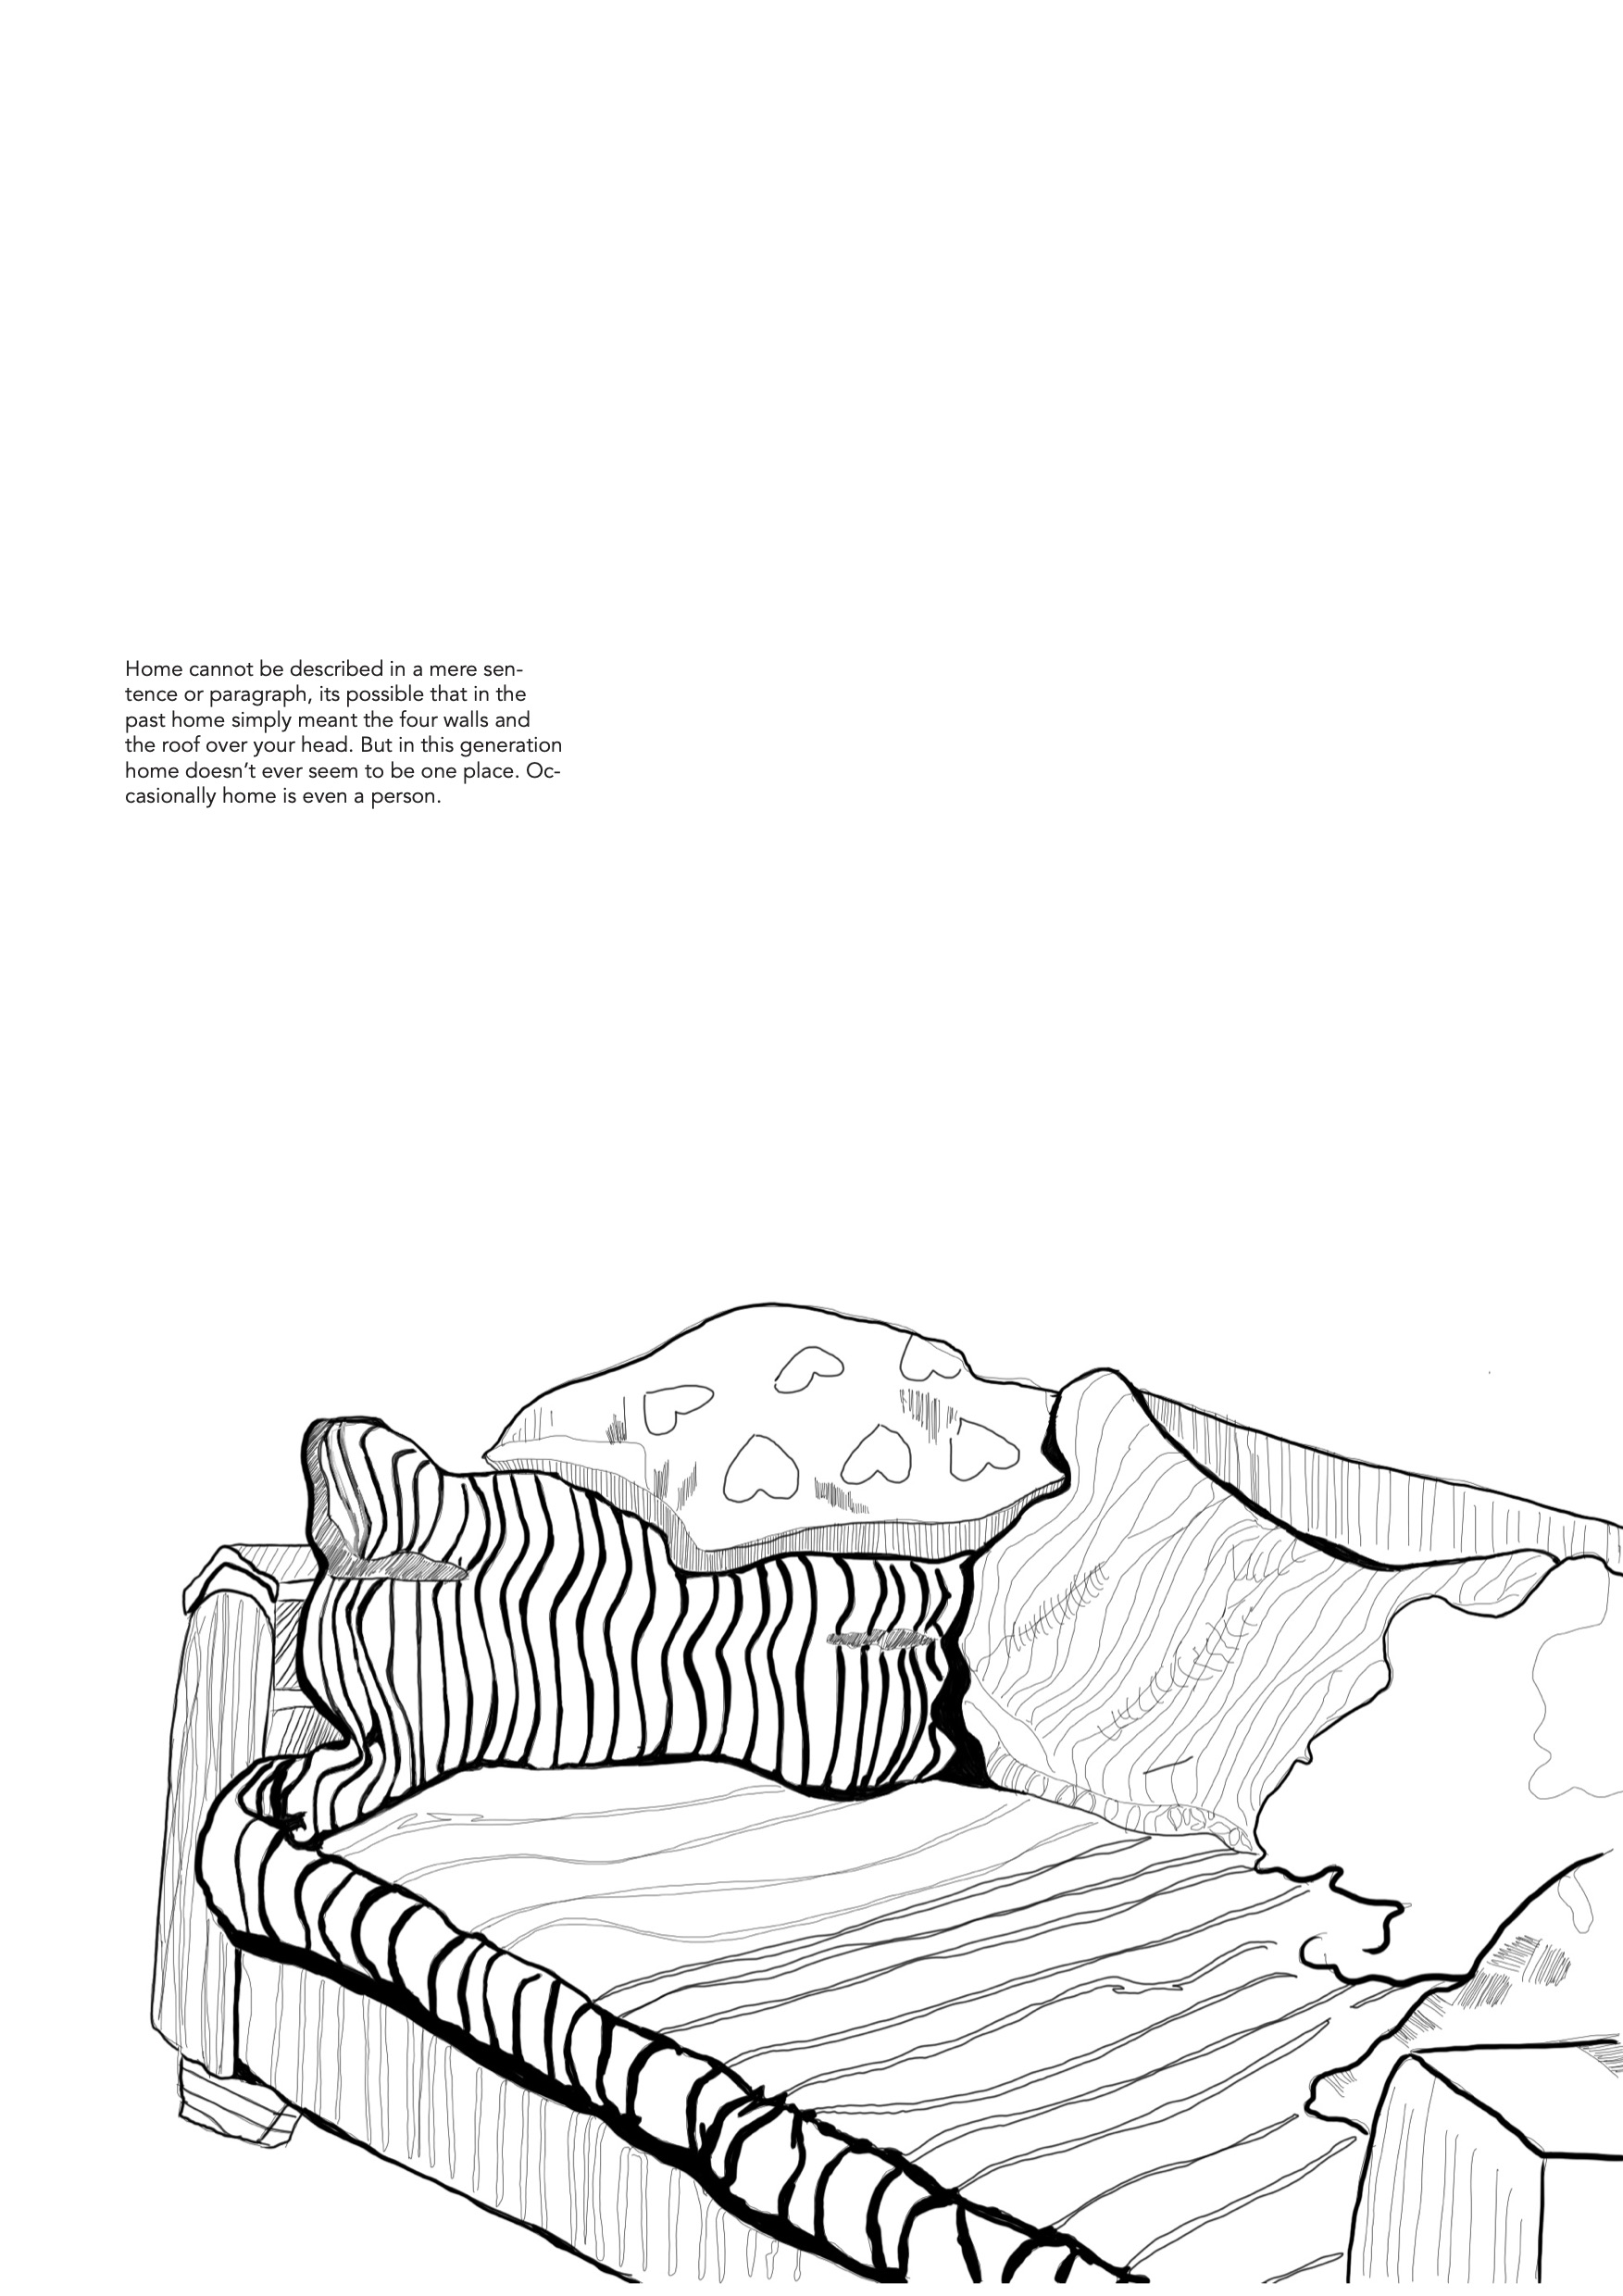 Home cannot be described in a mere sen-
tence or paragraph, its possible that in the
past home simply meant the four walls and
the roof over your head. But in this generation
home doesn’t ever seem to be one place. Oc-
casionally home is even a person.